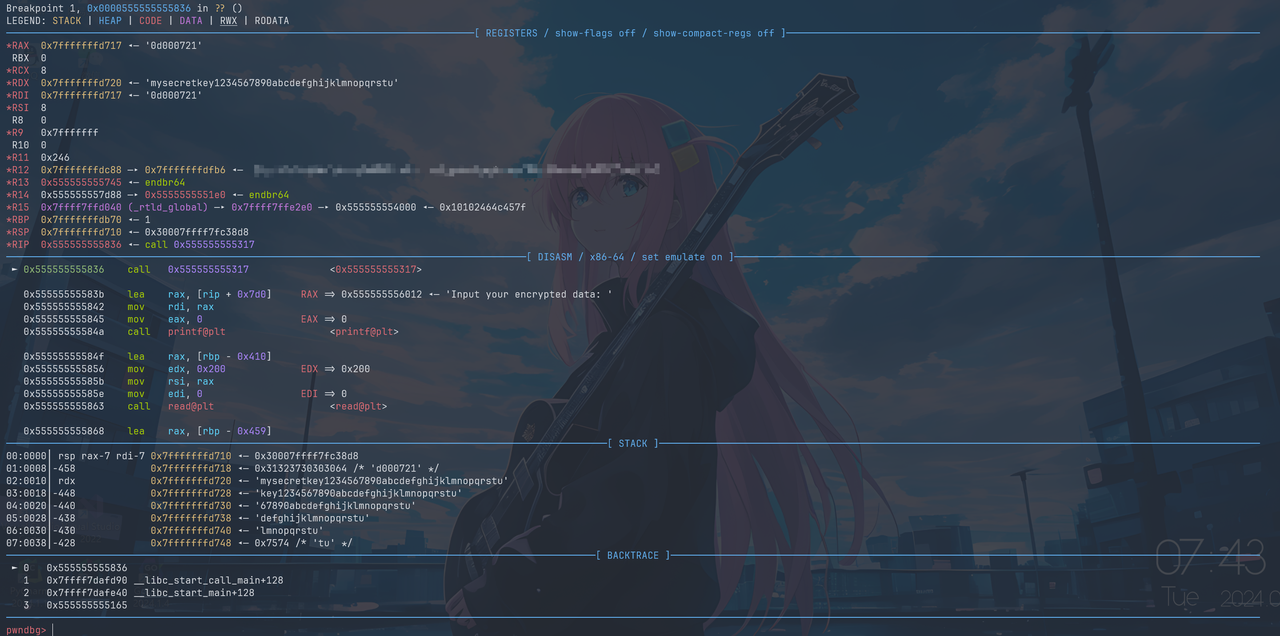 Breakpoint 1, 0x0000555555555836 in ?? ()
LEGEND: STACK | HEAP | CODE | DATA | RWX | RODATA
[ REGISTERS / show-flags off / show-compact-regs off ]
*RAX  0x7fffffffd717 ◂— '0d000721'
 RBX  0
*RCX  8
*RDX  0x7fffffffd720 ◂— 'mysecretkey1234567890abcdefghijklmnopqrstu'
*RDI  0x7fffffffd717 ◂— '0d000721'
*RSI  8
 R8   0
*R9   0x7fffffff
 R10  0
*R11  0x246
*R12  0x7fffffffdc88 —▸ 0x7fffffffdfb6 ◂—
*R13  0x555555555745 ◂— endbr64
*R14  0x555555557d88 —▸ 0x5555555551e0 ◂— endbr64
*R15  0x7ffff7ffd040 (_rtld_global) —▸ 0x7ffff7ffe2e0 —▸ 0x555555554000 ◂— 0x10102464c457f
*RBP  0x7fffffffdb70 ◂— 1
*RSP  0x7fffffffd710 ◂— 0x30007ffff7fc38d8
*RIP  0x555555555836 ◂— call 0x555555555317
[ DISASM / x86-64 / set emulate on ]
 ► 0x555555555836    call   0x555555555317              <0x555555555317>
   0x55555555583b    lea    rax, [rip + 0x7d0]     RAX => 0x555555556012 ◂— 'Input your encrypted data: '
   0x555555555842    mov    rdi, rax
   0x555555555845    mov    eax, 0                 EAX => 0
   0x55555555584a    call   printf@plt                  <printf@plt>
   0x55555555584f    lea    rax, [rbp - 0x410]
   0x555555555856    mov    edx, 0x200             EDX => 0x200
   0x55555555585b    mov    rsi, rax
   0x55555555585e    mov    edi, 0                 EDI => 0
   0x555555555863    call   read@plt                    <read@plt>
   0x555555555868    lea    rax, [rbp - 0x459]
[ STACK ]
00:0000│ rsp rax-7 rdi-7 0x7fffffffd710 ◂— 0x30007ffff7fc38d8
01:0008│-458             0x7fffffffd718 ◂— 0x31323730303064 /* 'd000721' */
02:0010│ rdx             0x7fffffffd720 ◂— 'mysecretkey1234567890abcdefghijklmnopqrstu'
03:0018│-448             0x7fffffffd728 ◂— 'key1234567890abcdefghijklmnopqrstu'
04:0020│-440             0x7fffffffd730 ◂— '67890abcdefghijklmnopqrstu'
05:0028│-438             0x7fffffffd738 ◂— 'defghijklmnopqrstu'
06:0030│-430             0x7fffffffd740 ◂— 'lmnopqrstu'
07:0038│-428             0x7fffffffd748 ◂— 0x7574 /* 'tu' */
[ BACKTRACE ]
 ► 0   0x555555555836
   1   0x7ffff7dafd90 __libc_start_call_main+128
   2   0x7ffff7dafe40 __libc_start_main+128
   3   0x555555555165
pwndbg>
07:43
Tue 2024